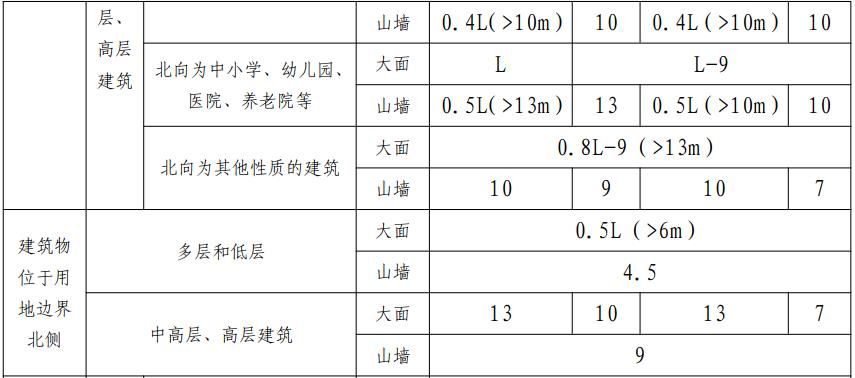 层、
高层
建筑
山墙 0.4L(>10m) 10 0.4L(>10m) 10
北向为中小学、幼儿园、
医院、养老院等
大面 L L-9
山墙 0.5L(>13m) 13 0.5L(>10m) 10
北向为其他性质的建筑
大面 0.8L-9 (>13m)
山墙 10 9 10 7
建筑物
位于用
地边界
北侧
多层和低层
大面 0.5L (>6m)
山墙 4.5
中高层、高层建筑
大面 13 10 13 7
山墙 9